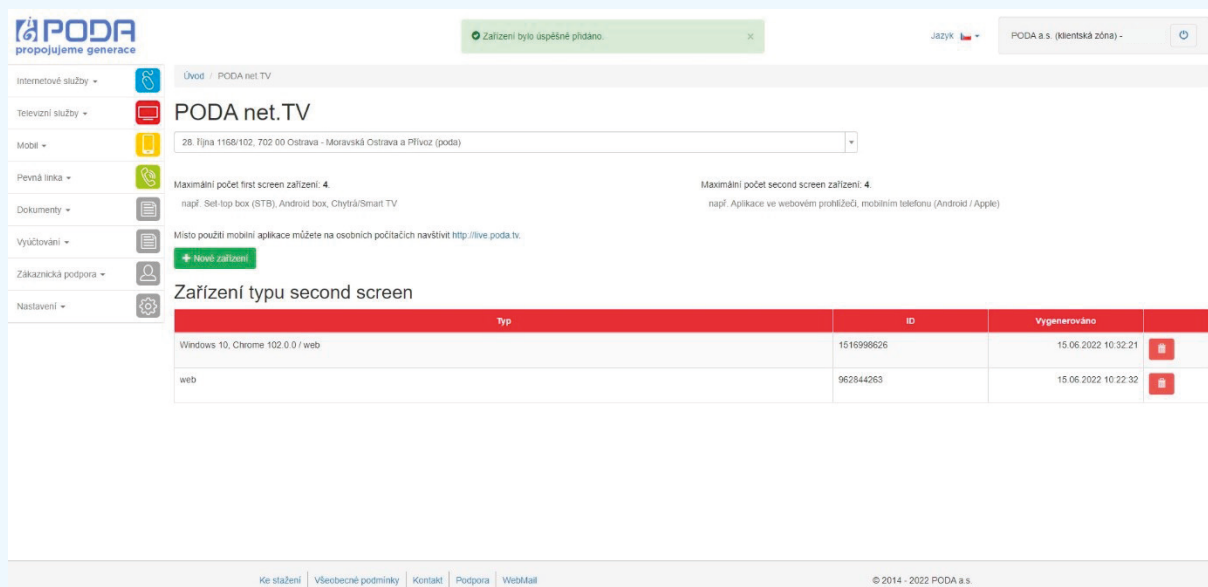 PODA
propojujeme generace
Zařízení bylo úspěšně přidáno.
Jazyk
PODA a.s. (klientská zóna) -
Internetové služby
Televizní služby
Mobil
Pevná linka
Dokumenty
Vyúčtování
Zákaznická podpora
Nastavení
Úvod / PODA net.TV
PODA net.TV
28. října 1168/102, 702 00 Ostrava - Moravská Ostrava a Přívoz (poda)
Maximální počet first screen zařízení: 4.
např. Set-top box (STB), Android box, Chytrá/Smart TV
Maximální počet second screen zařízení: 4.
např. Aplikace ve webovém prohlížeči, mobilním telefonu (Android / Apple)
Místo použití mobilní aplikace můžete na osobních počítačích navštívit http://live.poda.tv.
+ Nové zařízení
Zařízení typu second screen
Typ ID Vygenerováno
Windows 10, Chrome 102.0.0 / web 1516998626 15.06.2022 10:32:21
web 962844263 15.06.2022 10:22:32
Ke stažení | Všeobecné podmínky | Kontakt | Podpora | WebMail
© 2014 - 2022 PODA a.s.